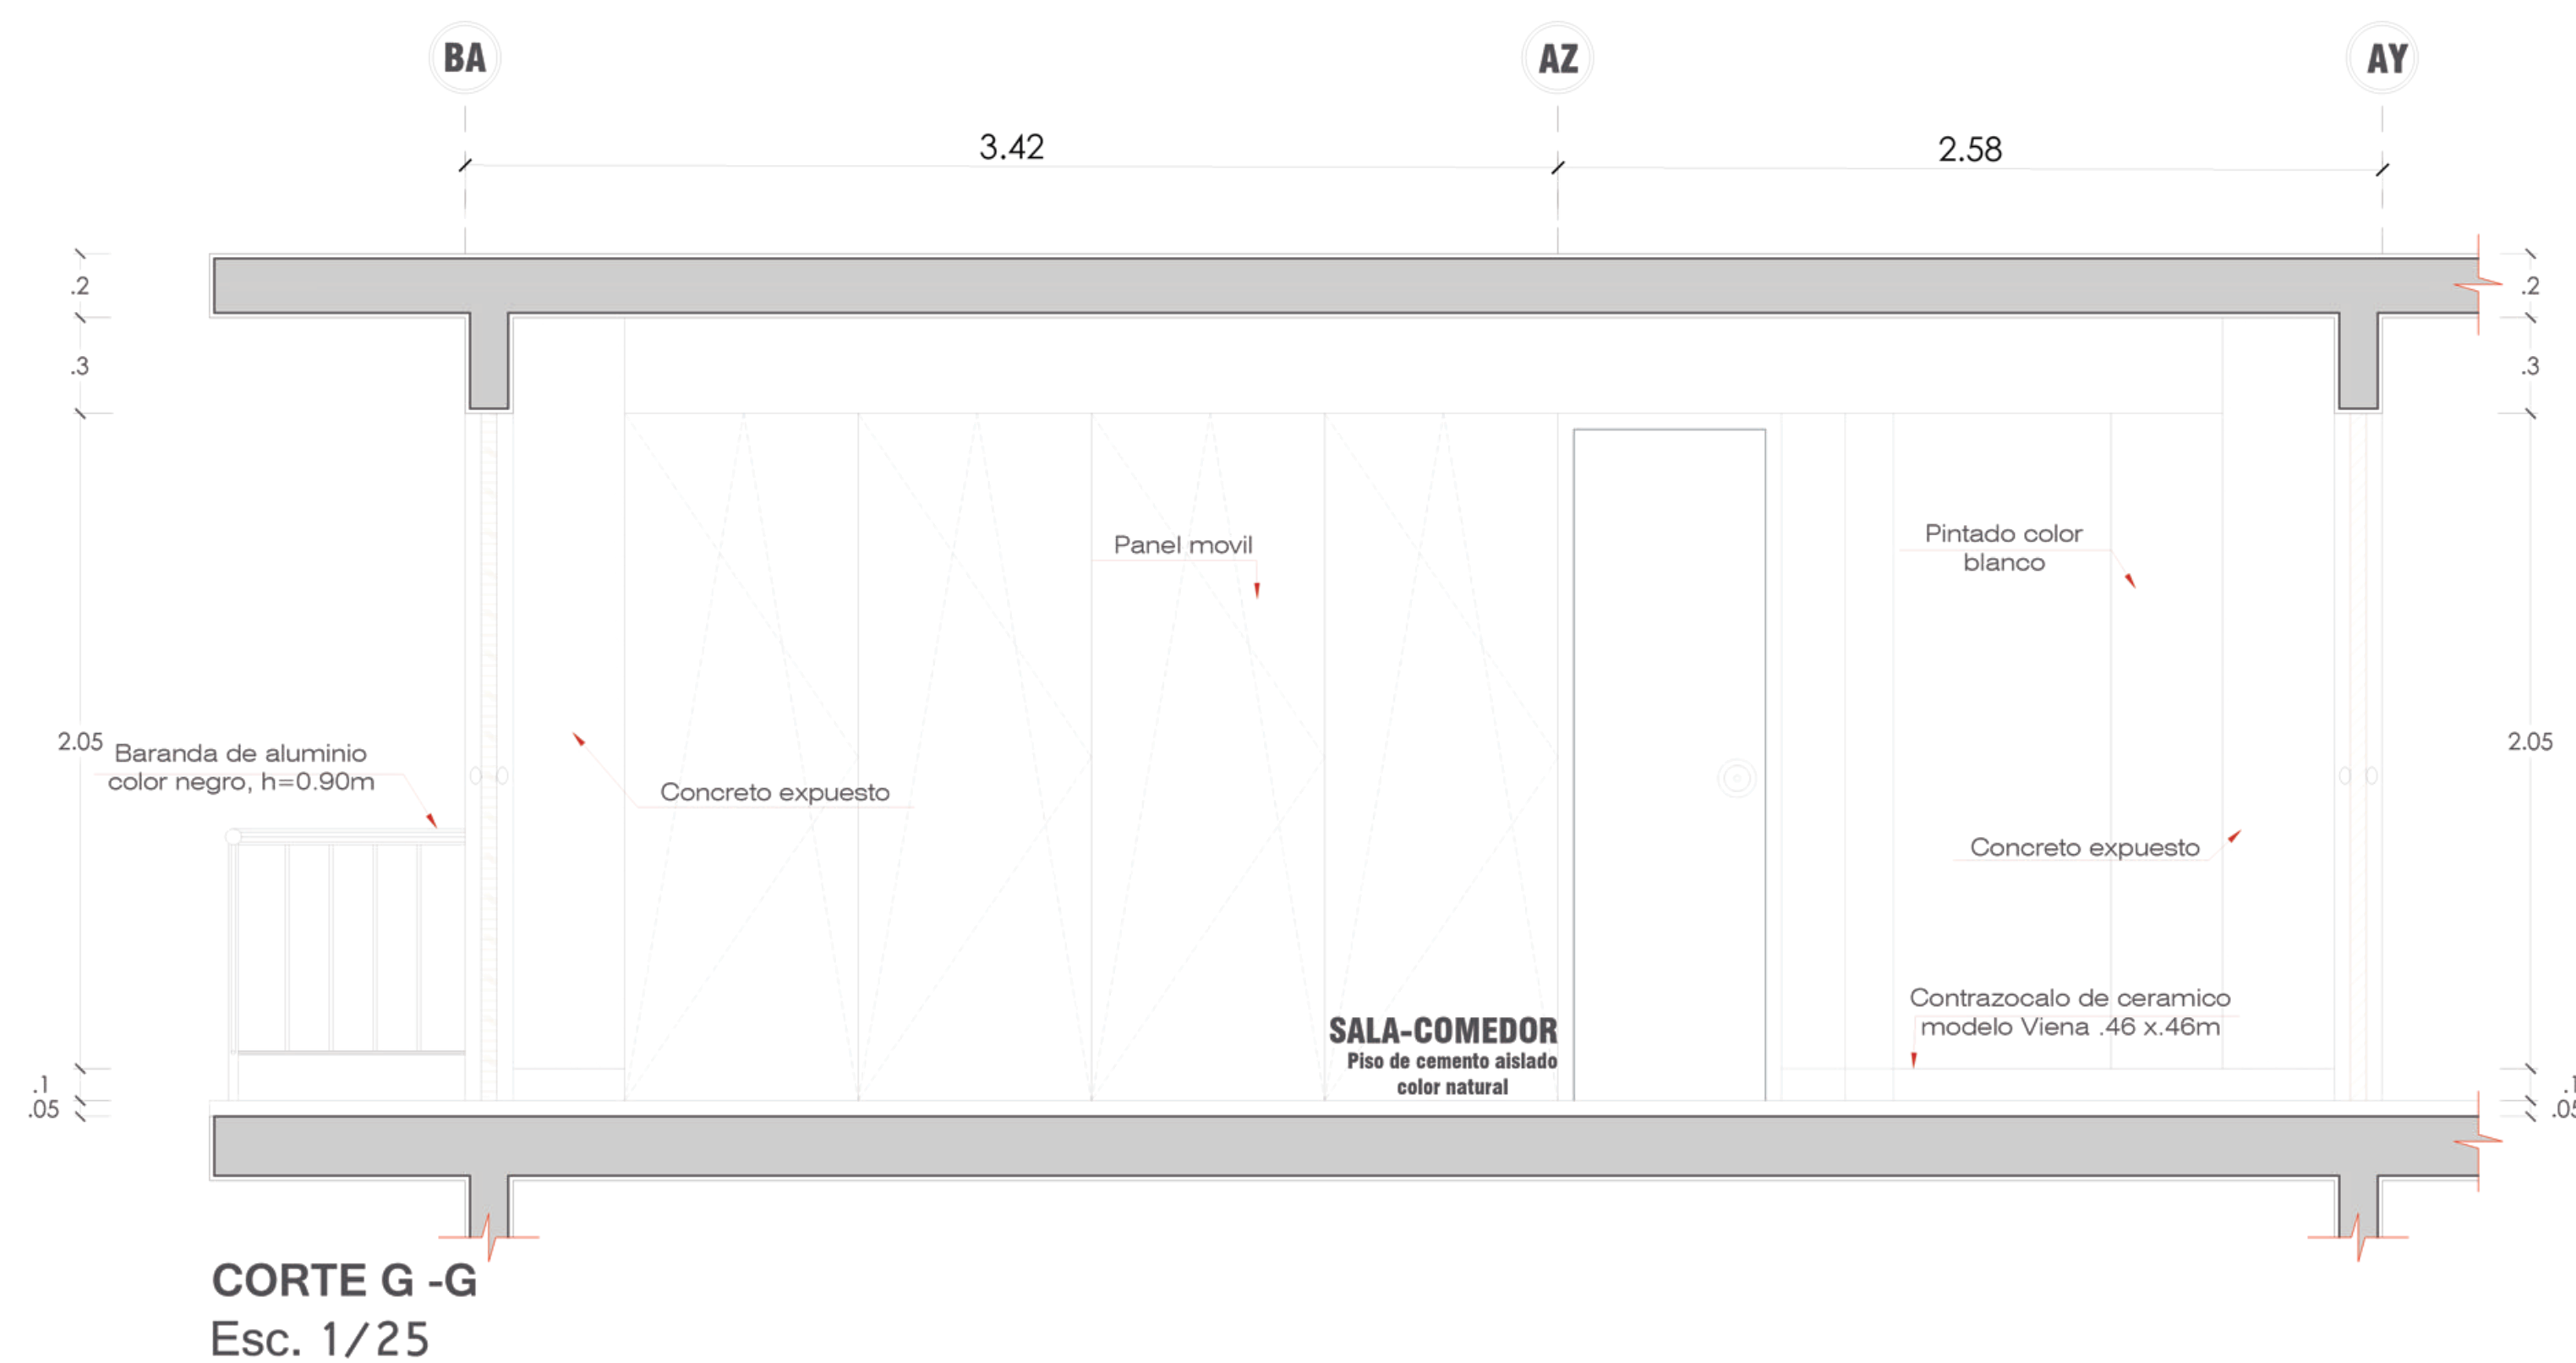 BA
AZ
AY
3.42
2.58
.2
.2
.3
.3
Panel movil
Pintado color
blanco
2.05
2.05
Baranda de aluminio
color negro, h=0.90m
Concreto expuesto
Concreto expuesto
Contrazocalo de ceramico
modelo Viena .46 x.46m
SALA-COMEDOR
Piso de cemento aislado
color natural
.1
.05
.1
.05
CORTE G -G
Esc. 1/25